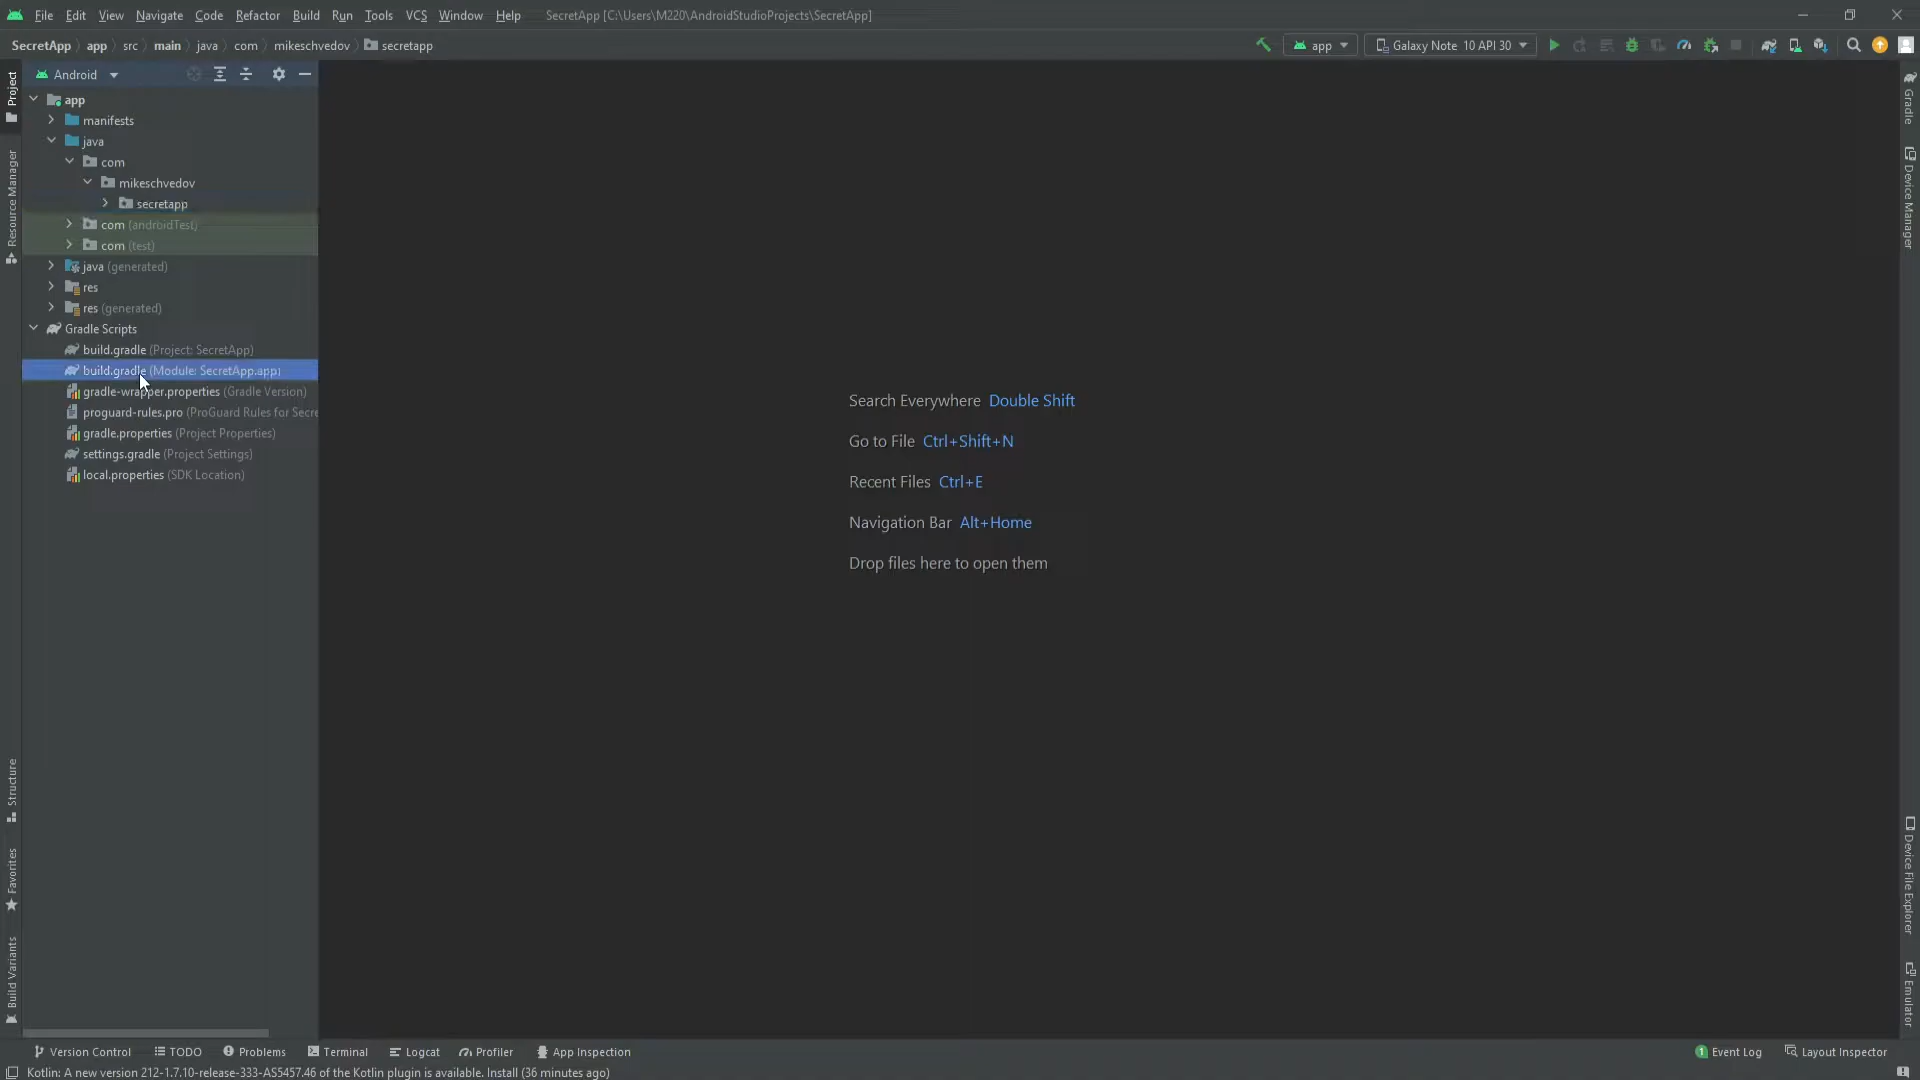 File Edit View Navigate Code Refactor Build Run Tools VCS Window Help SecretApp [C:\Users\M220\AndroidStudioProjects\SecretApp]
SecretApp app src main java com mikeschvedov secretapp
app
Galaxy Note 10 API 30
Android
app
manifests
java
com
mikeschvedov
secretapp
com (androidTest)
com (test)
java (generated)
res
res (generated)
Gradle Scripts
build.gradle (Project: SecretApp)
build.gradle (Module: SecretApp.app)
gradle-wrapper.properties (Gradle Version)
proguard-rules.pro (ProGuard Rules for Secre
gradle.properties (Project Properties)
settings.gradle (Project Settings)
local.properties (SDK Location)
Project
Resource Manager
Structure
Favorites
Build Variants
Search Everywhere Double Shift
Go to File Ctrl+Shift+N
Recent Files Ctrl+E
Navigation Bar Alt+Home
Drop files here to open them
Gradle
Device Manager
Device File Explorer
Emulator
Version Control TODO Problems Terminal Logcat Profiler App Inspection
1 Event Log Layout Inspector
Kotlin: A new version 212-1.7.10-release-333-AS5457.46 of the Kotlin plugin is available. Install (36 minutes ago)